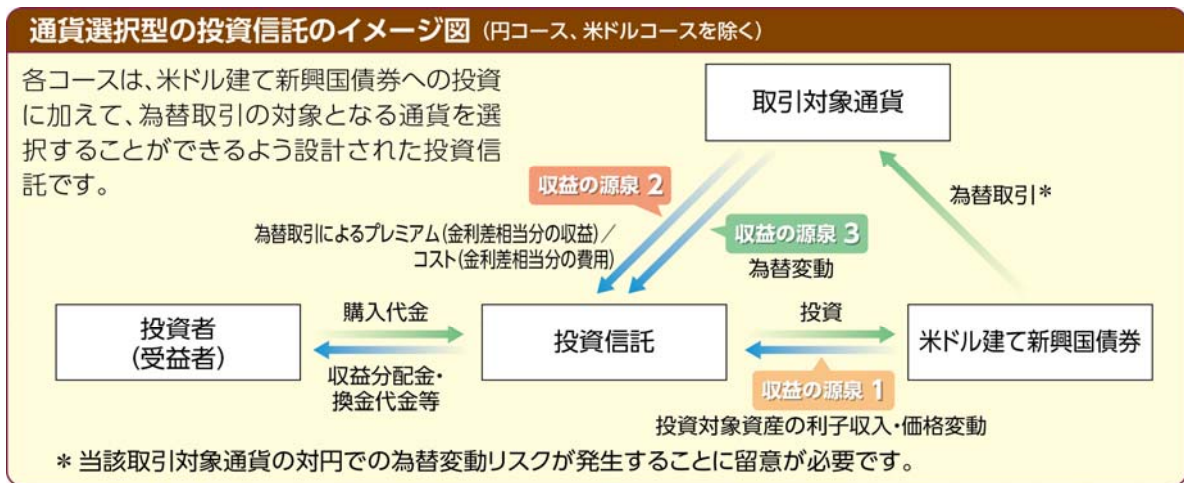 通貨選択型の投資信託のイメージ図（円コース、米ドルコースを除く）
各コースは、米ドル建て新興国債券への投資
に加えて、為替取引の対象となる通貨を選
択することができるよう設計された投資信
託です。
取引対象通貨
収益の源泉 2
為替取引*
為替取引によるプレミアム(金利差相当分の収益)／
コスト(金利差相当分の費用)
収益の源泉 3
為替変動
投資者
(受益者)
購入代金
収益分配金・
換金代金等
投資信託
投資
収益の源泉 1
投資対象資産の利子収入・価格変動
米ドル建て新興国債券
* 当該取引対象通貨の対円での為替変動リスクが発生することに留意が必要です。